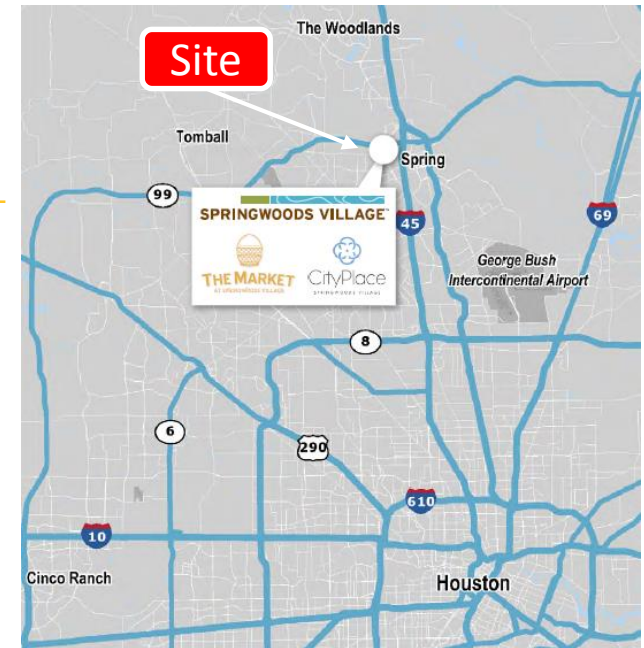 The Woodlands
Site
Tomball
Spring
99
SPRINGWOODS VILLAGE
45
69
THE MARKET
AT SPRINGWOODS VILLAGE
CityPlace
SPRINGWOODS VILLAGE
George Bush
Intercontinental Airport
8
6
290
610
10
Cinco Ranch
Houston